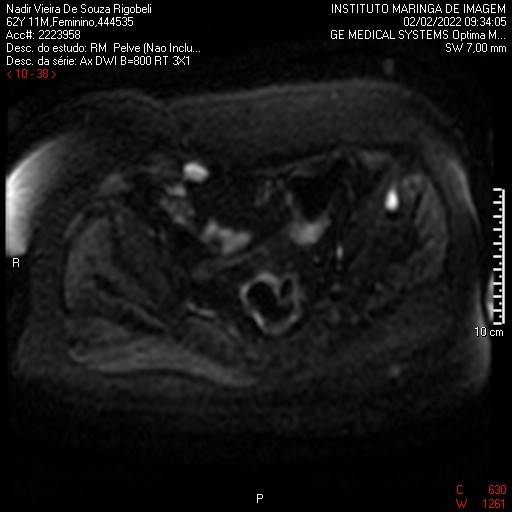 Nadir Vieira De Souza Rigobeli
62Y 11M,Feminino,444535
Acc#: 2223958
Desc. do estudo: RM Pelve (Nao Inclu...
Desc. da série: Ax DWI B=800 RT 3X1
< 10 - 38 >
INSTITUTO MARINGA DE IMAGEM
02/02/2022 09:34:05
GE MEDICAL SYSTEMS Optima M...
SW 7,00 mm
R
10 cm
P
C 630
W 1261